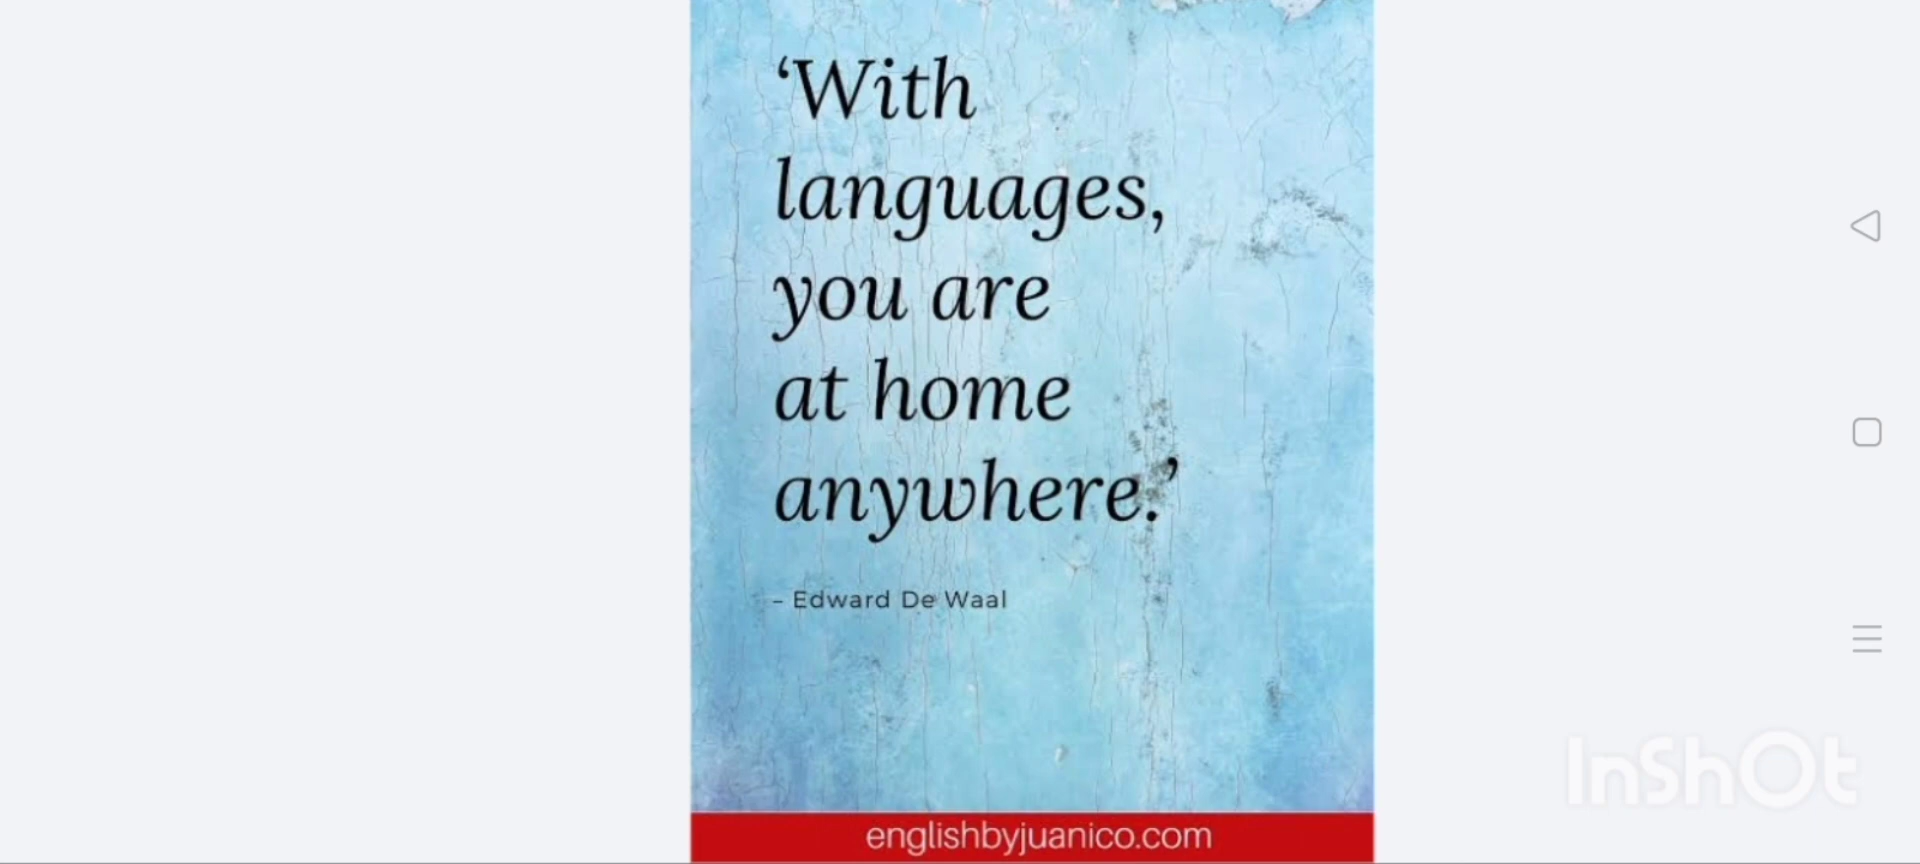 ‘With
languages,
you are
at home
anywhere.’
– Edward De Waal
englishbyjuanico.com
InShOt